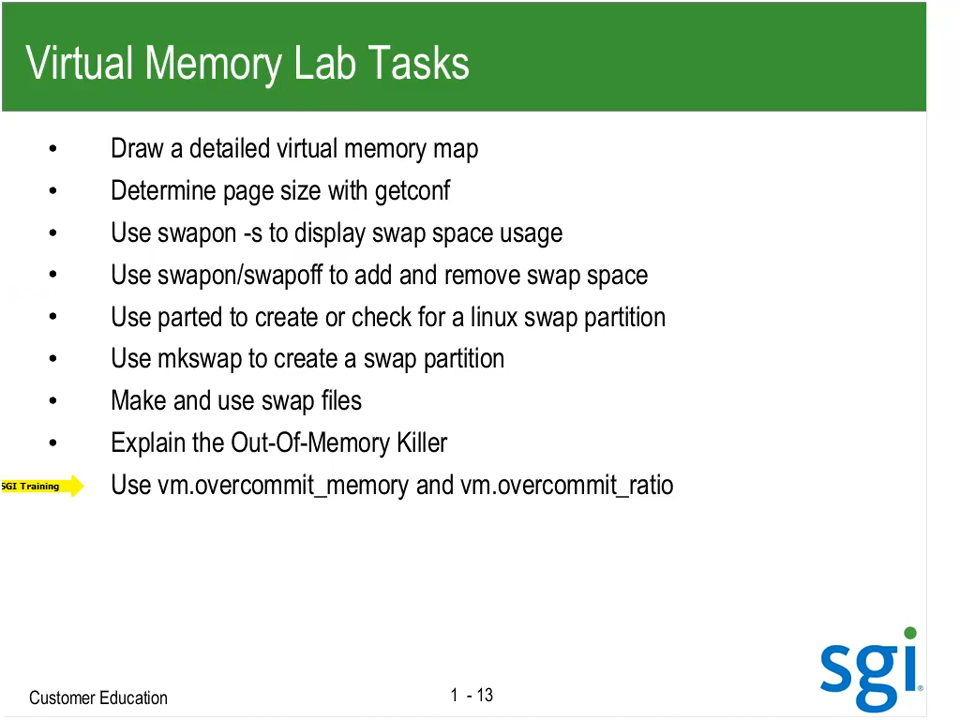 Virtual Memory Lab Tasks
• Draw a detailed virtual memory map
• Determine page size with getconf
• Use swapon -s to display swap space usage
• Use swapon/swapoff to add and remove swap space
• Use parted to create or check for a linux swap partition
• Use mkswap to create a swap partition
• Make and use swap files
• Explain the Out-Of-Memory Killer
SGI Training
Use vm.overcommit_memory and vm.overcommit_ratio
Customer Education
1 - 13
sgi®